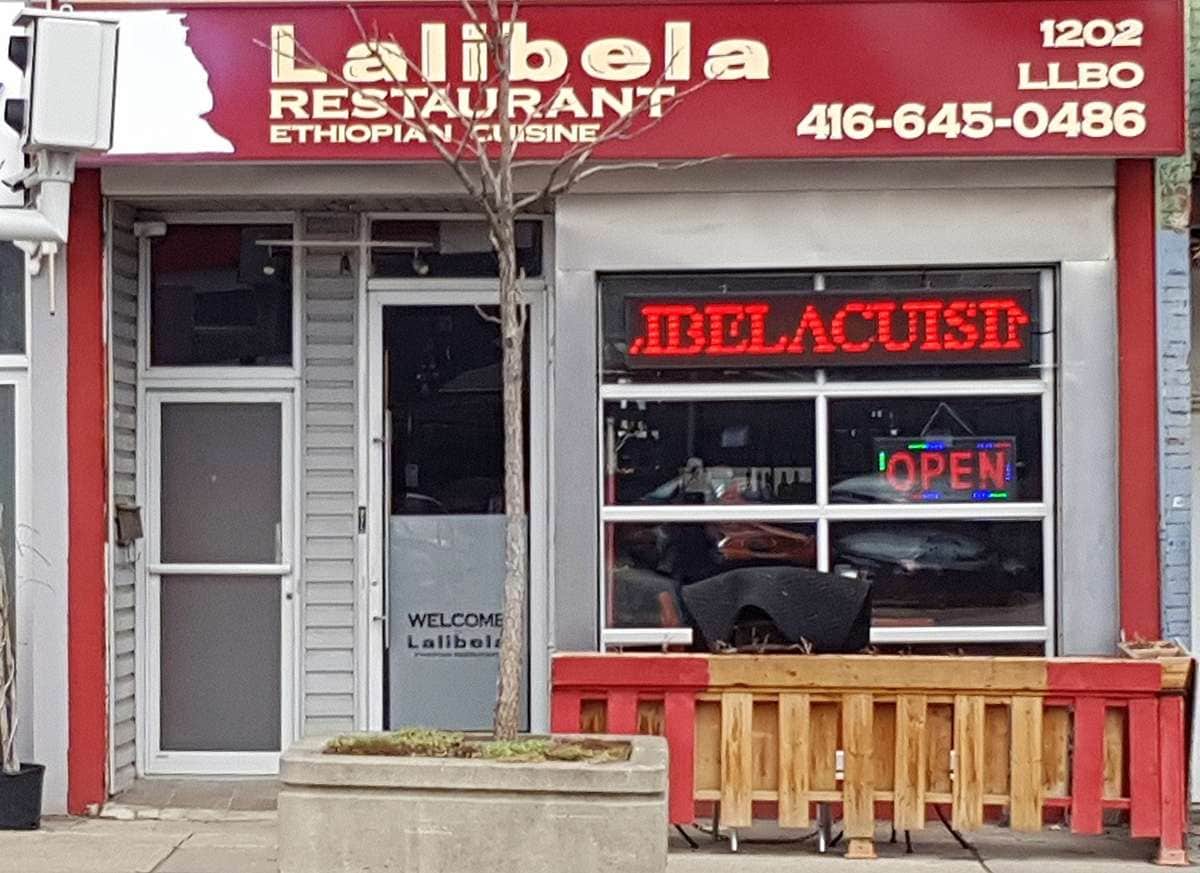 Lalibela
RESTAURANT
ETHIOPIAN CUISINE
1202
LLBO
416-645-0486
IBELACUISI
OPEN
WELCOME
Lalibela